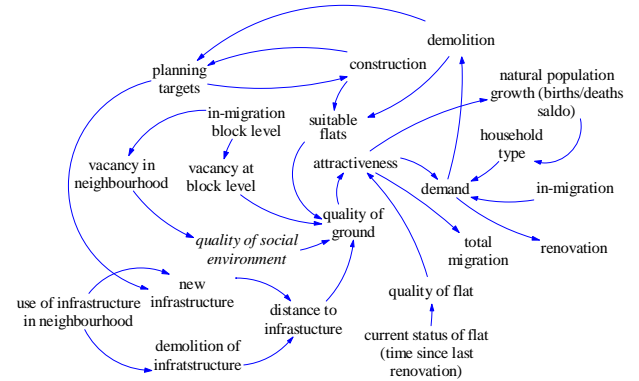 demolition
planning
targets
construction
natural population
growth (births/deaths
saldo)
in-migration
block level
suitable
flats
household
type
vacancy in
neighbourhood
vacancy at
block level
attractiveness
demand
in-migration
quality of
ground
quality of social
environment
total
migration
renovation
new
infrastructure
quality of flat
use of infrastructure
in neighbourhood
distance to
infrastucture
demolition of
infratstructure
current status of flat
(time since last
renovation)